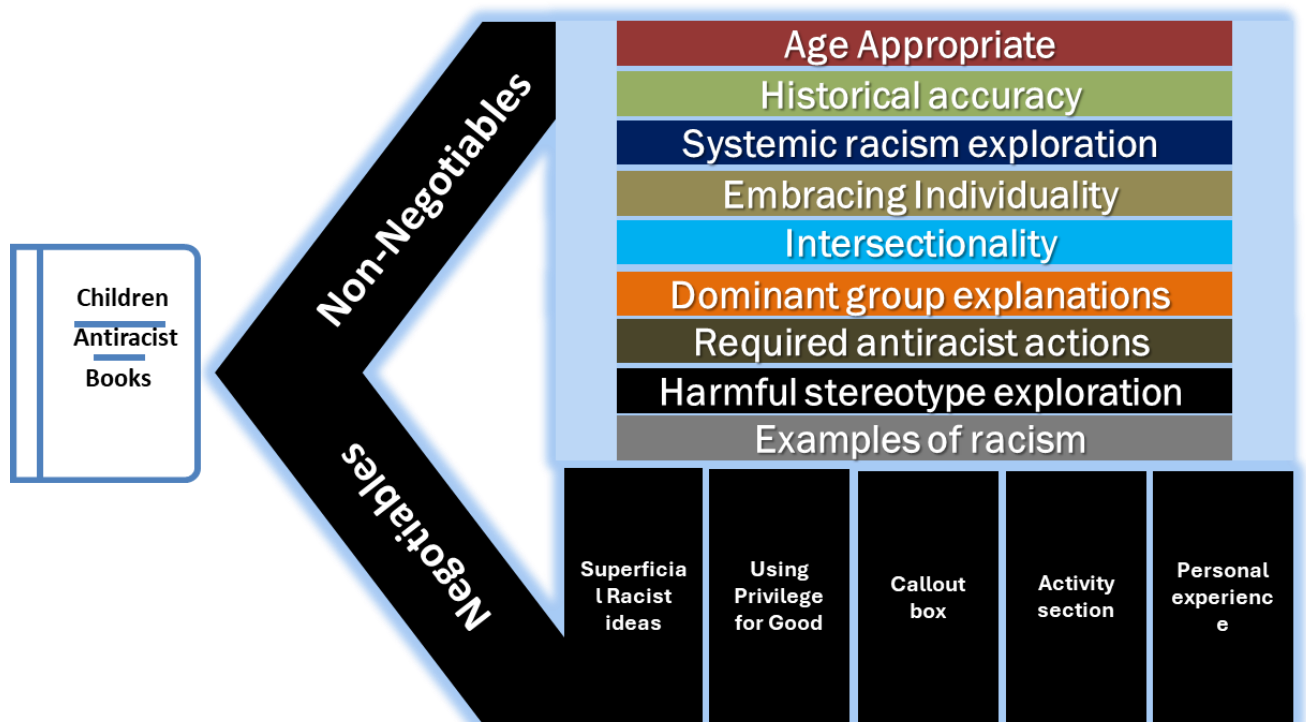 Children
Antiracist
Books
Non-Negotiables
Age Appropriate
Historical accuracy
Systemic racism exploration
Embracing Individuality
Intersectionality
Dominant group explanations
Required antiracist actions
Harmful stereotype exploration
Examples of racism
Negotiables
Superficia
l Racist
ideas
Using
Privilege
for Good
Callout
box
Activity
section
Personal
experienc
e